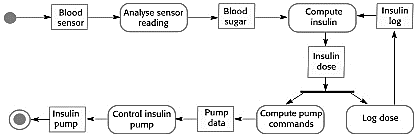 Blood
sensor
Analyse sensor
reading
Blood
sugar
Compute
insulin
Insulin
log
Insulin
dose
Insulin
pump
Control insulin
pump
Pump
data
Compute pump
commands
Log dose